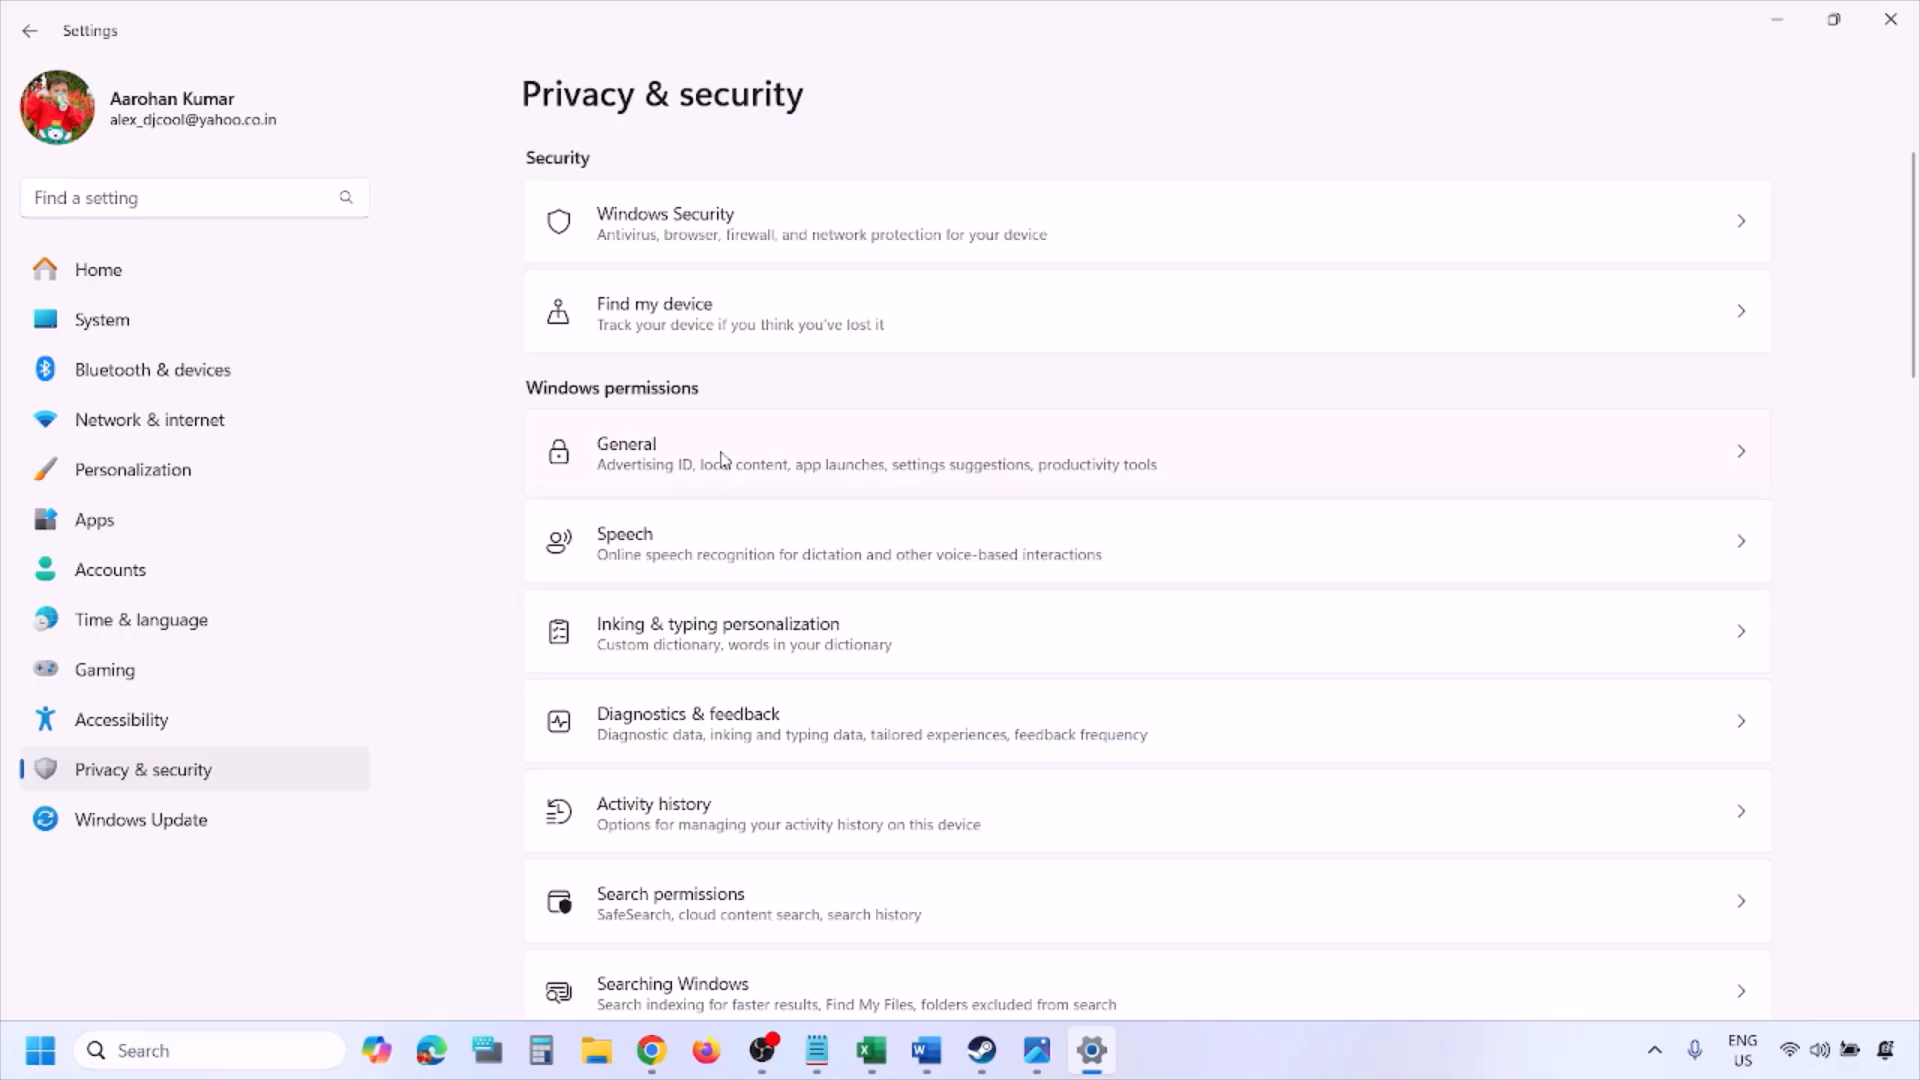 Settings
Aarohan Kumar
alex_djcool@yahoo.co.in
Find a setting
Home
System
Bluetooth & devices
Network & internet
Personalization
Apps
Accounts
Time & language
Gaming
Accessibility
Privacy & security
Windows Update
Privacy & security
Security
Windows Security
Antivirus, browser, firewall, and network protection for your device
Find my device
Track your device if you think you've lost it
Windows permissions
General
Advertising ID, local content, app launches, settings suggestions, productivity tools
Speech
Online speech recognition for dictation and other voice-based interactions
Inking & typing personalization
Custom dictionary, words in your dictionary
Diagnostics & feedback
Diagnostic data, inking and typing data, tailored experiences, feedback frequency
Activity history
Options for managing your activity history on this device
Search permissions
SafeSearch, cloud content search, search history
Searching Windows
Search indexing for faster results, Find My Files, folders excluded from search
Search
ENG
US